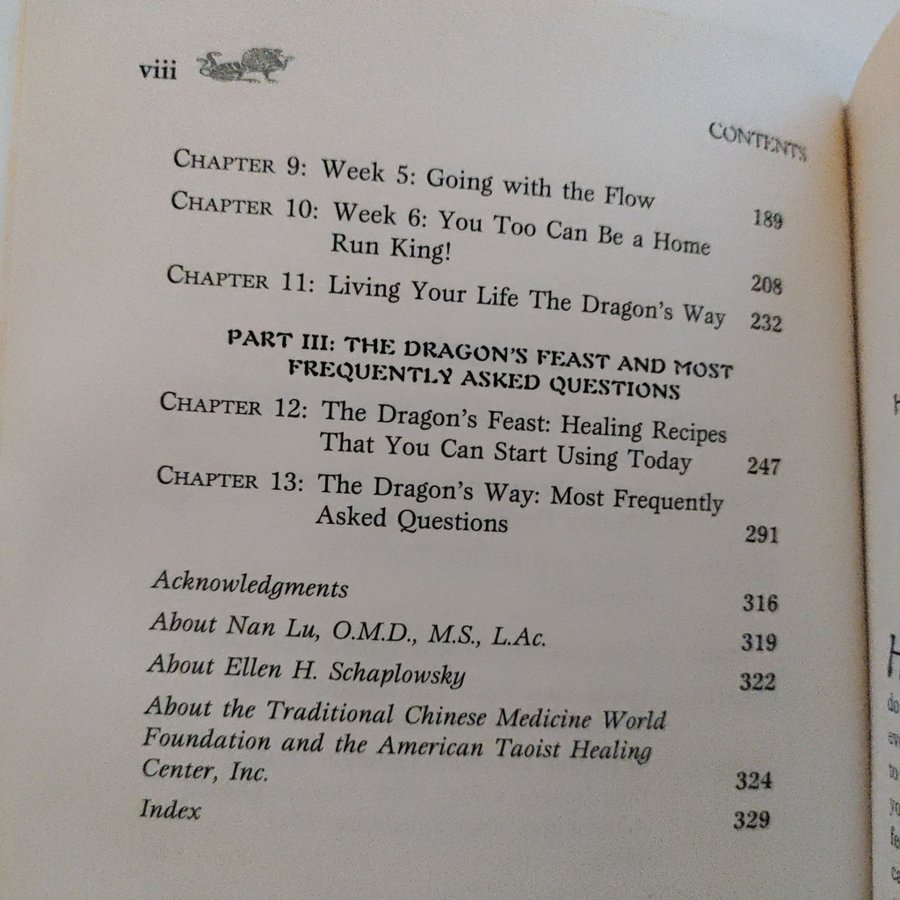 viii
CONTENTS
CHAPTER 9: Week 5: Going with the Flow 189
CHAPTER 10: Week 6: You Too Can Be a Home
Run King! 208
CHAPTER 11: Living Your Life The Dragon's Way 232
PART III: THE DRAGON'S FEAST AND MOST
FREQUENTLY ASKED QUESTIONS
CHAPTER 12: The Dragon's Feast: Healing Recipes
That You Can Start Using Today 247
CHAPTER 13: The Dragon's Way: Most Frequently
Asked Questions 291
Acknowledgments 316
About Nan Lu, O.M.D., M.S., L.Ac. 319
About Ellen H. Schaplowsky 322
About the Traditional Chinese Medicine World
Foundation and the American Taoist Healing
Center, Inc. 324
Index 329